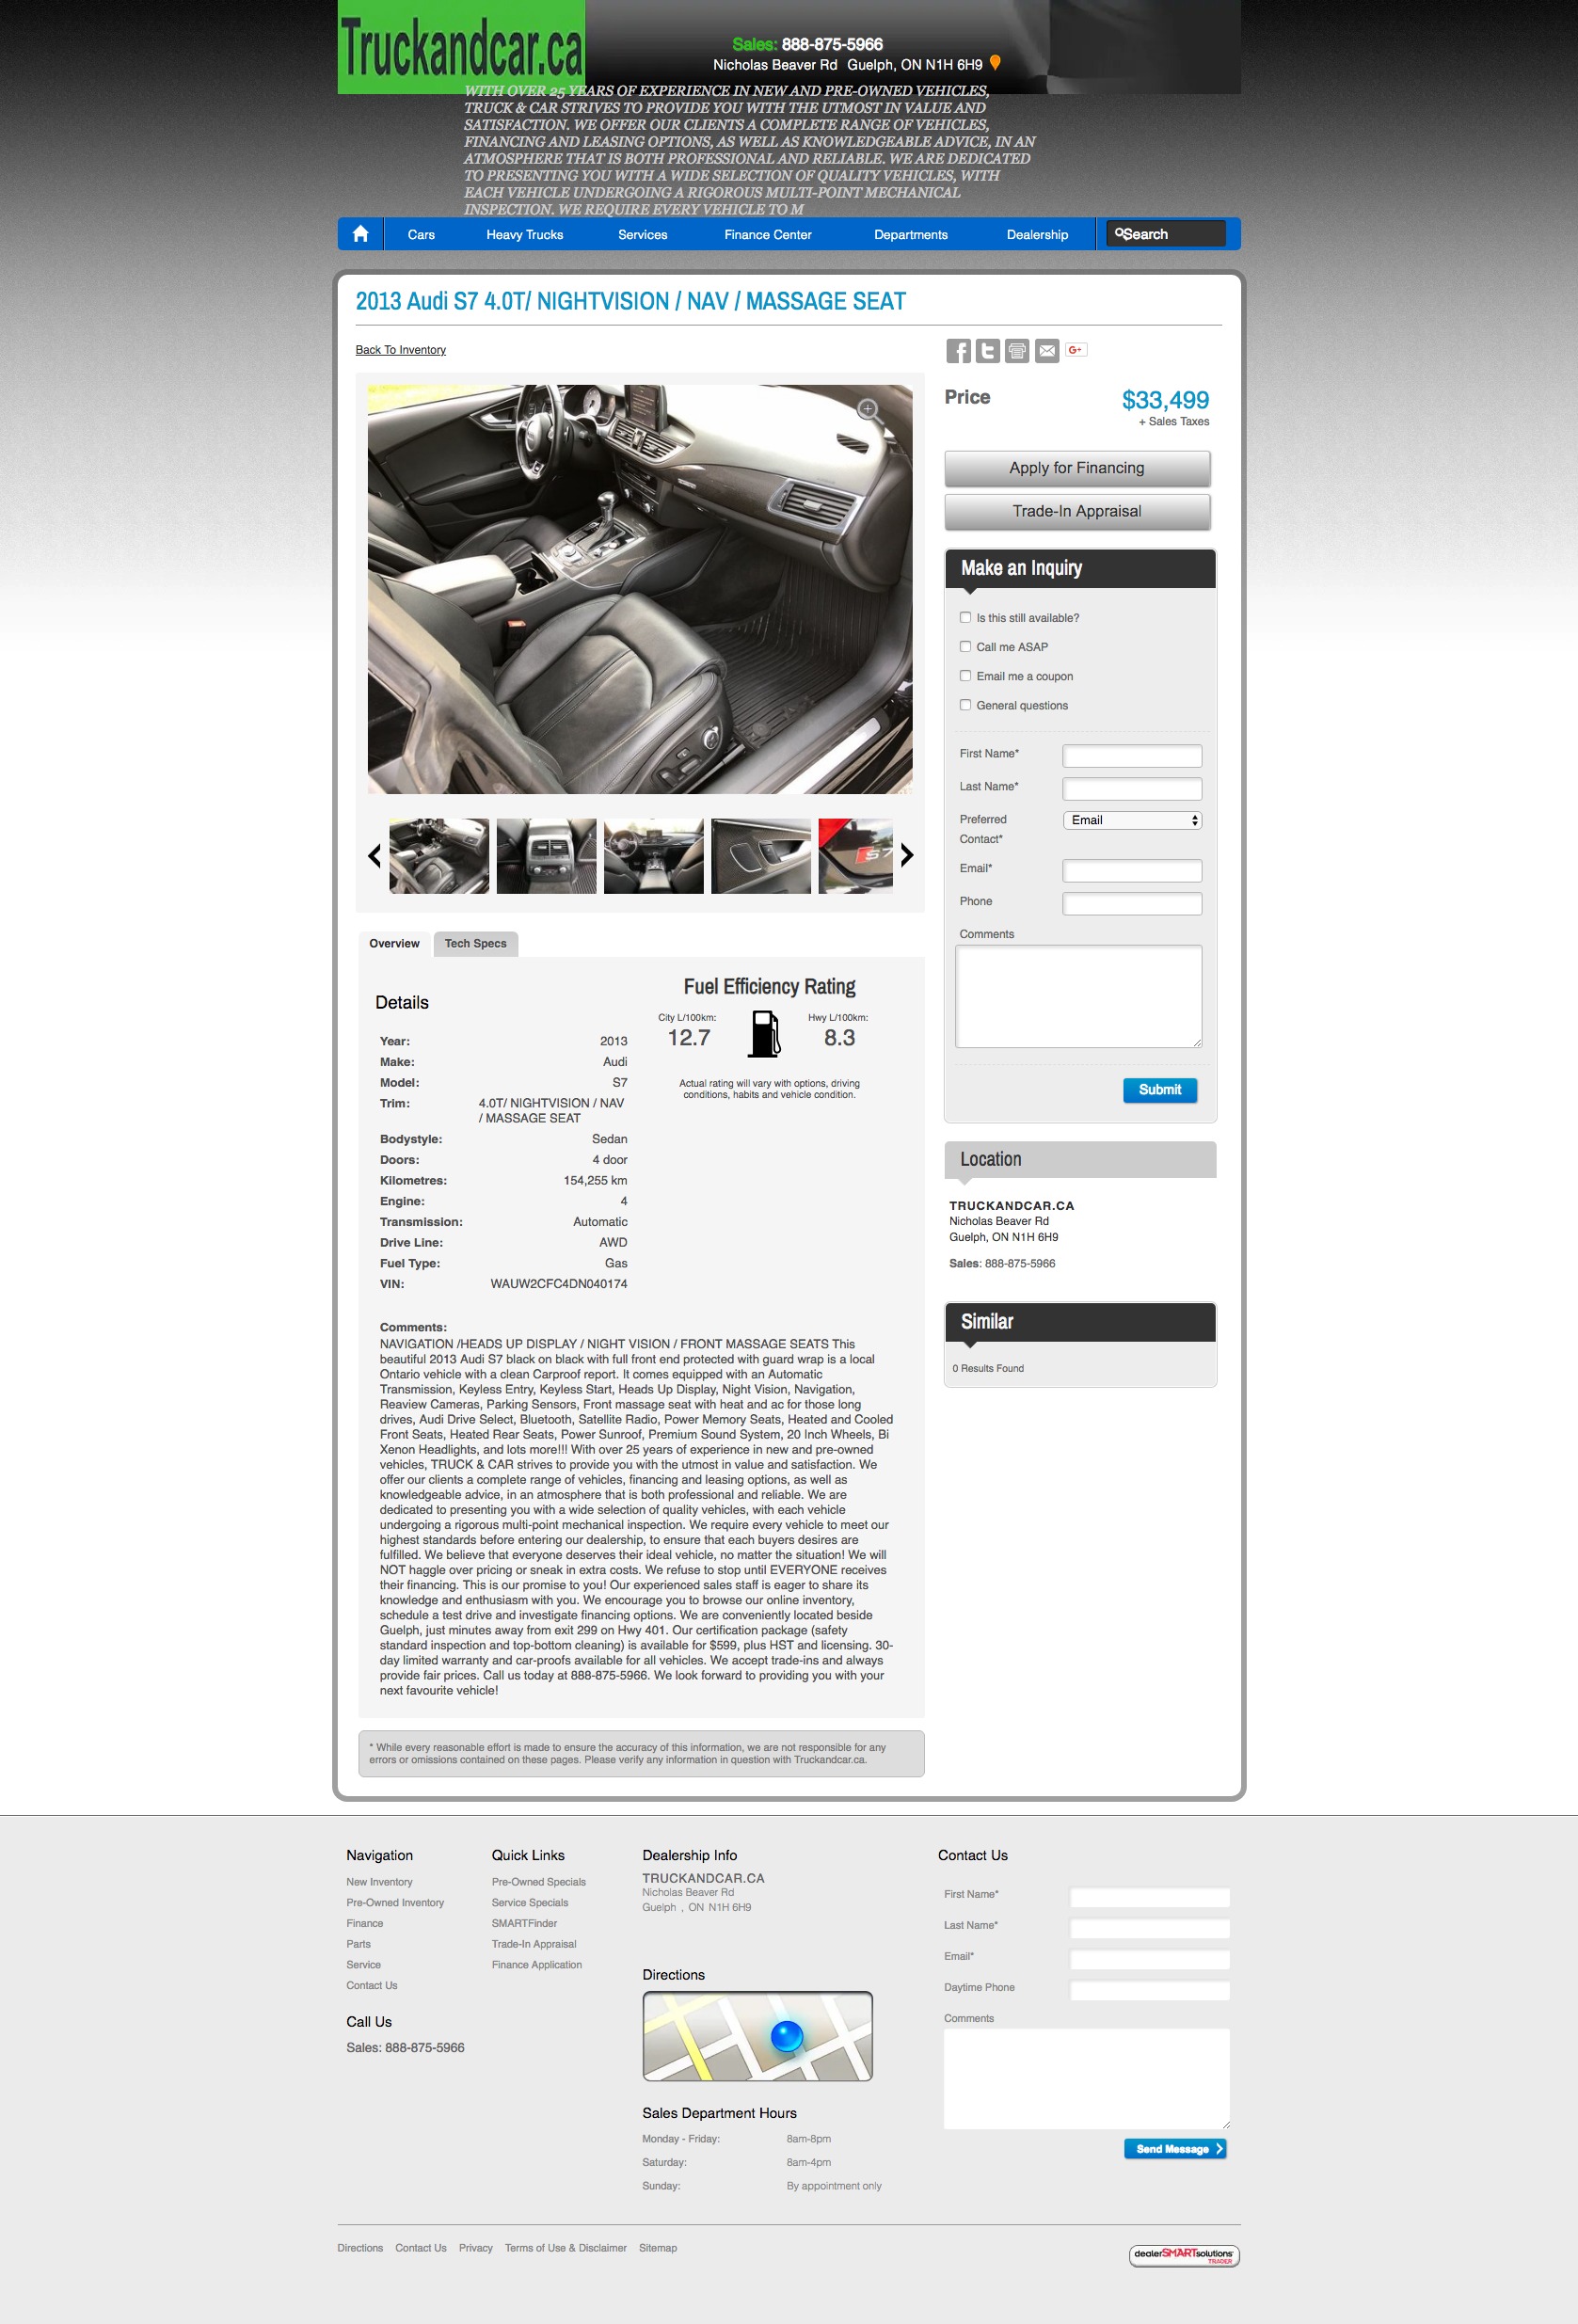 Truckandcar.ca
Sales: 888-875-5966
Nicholas Beaver Rd Guelph, ON N1H 6H9
WITH OVER 25 YEARS OF EXPERIENCE IN NEW AND PRE-OWNED VEHICLES,
TRUCK & CAR STRIVES TO PROVIDE YOU WITH THE UTMOST IN VALUE AND
SATISFACTION. WE OFFER OUR CLIENTS A COMPLETE RANGE OF VEHICLES,
FINANCING AND LEASING OPTIONS, AS WELL AS KNOWLEDGEABLE ADVICE, IN AN
ATMOSPHERE THAT IS BOTH PROFESSIONAL AND RELIABLE. WE ARE DEDICATED
TO PRESENTING YOU WITH A WIDE SELECTION OF QUALITY VEHICLES, WITH
EACH VEHICLE UNDERGOING A RIGOROUS MULTI-POINT MECHANICAL
INSPECTION. WE REQUIRE EVERY VEHICLE TO M
Cars Heavy Trucks Services Finance Center Departments Dealership Search
2013 Audi S7 4.0T/ NIGHTVISION / NAV / MASSAGE SEAT
Back To Inventory
G+
S7
Overview Tech Specs
Details
Year: 2013
Make: Audi
Model: S7
Trim: 4.0T/ NIGHTVISION / NAV
/ MASSAGE SEAT
Bodystyle: Sedan
Doors: 4 door
Kilometres: 154,255 km
Engine: 4
Transmission: Automatic
Drive Line: AWD
Fuel Type: Gas
VIN: WAUW2CFC4DN040174
Fuel Efficiency Rating
City L/100km: Hwy L/100km:
12.7 8.3
Actual rating will vary with options, driving
conditions, habits and vehicle condition.
Comments:
NAVIGATION /HEADS UP DISPLAY / NIGHT VISION / FRONT MASSAGE SEATS This
beautiful 2013 Audi S7 black on black with full front end protected with guard wrap is a local
Ontario vehicle with a clean Carproof report. It comes equipped with an Automatic
Transmission, Keyless Entry, Keyless Start, Heads Up Display, Night Vision, Navigation,
Reaview Cameras, Parking Sensors, Front massage seat with heat and ac for those long
drives, Audi Drive Select, Bluetooth, Satellite Radio, Power Memory Seats, Heated and Cooled
Front Seats, Heated Rear Seats, Power Sunroof, Premium Sound System, 20 Inch Wheels, Bi
Xenon Headlights, and lots more!!! With over 25 years of experience in new and pre-owned
vehicles, TRUCK & CAR strives to provide you with the utmost in value and satisfaction. We
offer our clients a complete range of vehicles, financing and leasing options, as well as
knowledgeable advice, in an atmosphere that is both professional and reliable. We are
dedicated to presenting you with a wide selection of quality vehicles, with each vehicle
undergoing a rigorous multi-point mechanical inspection. We require every vehicle to meet our
highest standards before entering our dealership, to ensure that each buyers desires are
fulfilled. We believe that everyone deserves their ideal vehicle, no matter the situation! We will
NOT haggle over pricing or sneak in extra costs. We refuse to stop until EVERYONE receives
their financing. This is our promise to you! Our experienced sales staff is eager to share its
knowledge and enthusiasm with you. We encourage you to browse our online inventory,
schedule a test drive and investigate financing options. We are conveniently located beside
Guelph, just minutes away from exit 299 on Hwy 401. Our certification package (safety
standard inspection and top-bottom cleaning) is available for $599, plus HST and licensing. 30-
day limited warranty and car-proofs available for all vehicles. We accept trade-ins and always
provide fair prices. Call us today at 888-875-5966. We look forward to providing you with your
next favourite vehicle!
* While every reasonable effort is made to ensure the accuracy of this information, we are not responsible for any
errors or omissions contained on these pages. Please verify any information in question with Truckandcar.ca.
Price $33,499
+ Sales Taxes
Apply for Financing
Trade-In Appraisal
Make an Inquiry
Is this still available?
Call me ASAP
Email me a coupon
General questions
First Name*
Last Name*
Preferred
Contact*
Email
Email*
Phone
Comments
Submit
Location
TRUCKANDCAR.CA
Nicholas Beaver Rd
Guelph, ON N1H 6H9
Sales: 888-875-5966
Similar
0 Results Found
Navigation
New Inventory
Pre-Owned Inventory
Finance
Parts
Service
Contact Us
Call Us
Sales: 888-875-5966
Quick Links
Pre-Owned Specials
Service Specials
SMARTFinder
Trade-In Appraisal
Finance Application
Dealership Info
TRUCKANDCAR.CA
Nicholas Beaver Rd
Guelph , ON N1H 6H9
Directions
Sales Department Hours
Monday - Friday: 8am-8pm
Saturday: 8am-4pm
Sunday: By appointment only
Contact Us
First Name*
Last Name*
Email*
Daytime Phone
Comments
Send Message
Directions Contact Us Privacy Terms of Use & Disclaimer Sitemap
dealerSMARTsolutions
TRADER